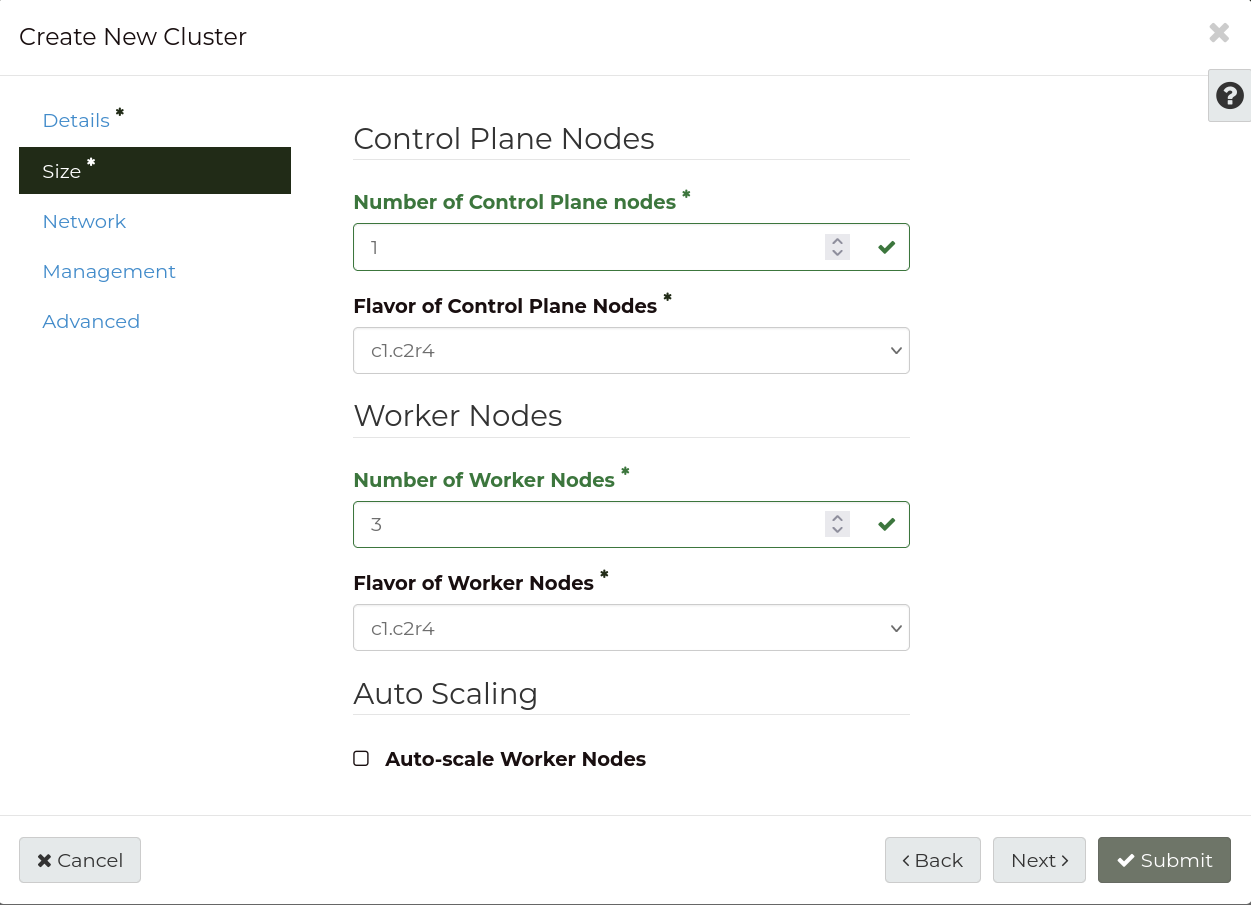 Create New Cluster
Details *
Size *
Network
Management
Advanced
Control Plane Nodes
Number of Control Plane nodes *
1
Flavor of Control Plane Nodes *
c1.c2r4
Worker Nodes
Number of Worker Nodes *
3
Flavor of Worker Nodes *
c1.c2r4
Auto Scaling
Auto-scale Worker Nodes
Cancel
Back
Next
Submit